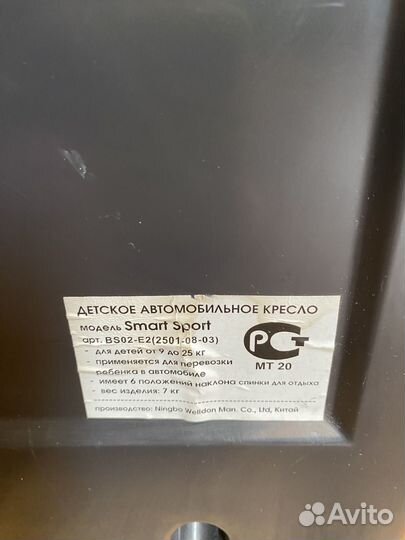 ДЕТСКОЕ АВТОМОБИЛЬНОЕ КРЕСЛО
модель Smart Sport
арт. BS02-E2(2501-08-03)
- для детей от 9 до 25 кг
- применяется для перевозки
ребенка в автомобиле
- имеет 6 положений наклона спинки для отдыха
вес изделия: 7 кг
производство: Ningbo Welldon Man. Co., Ltd, Китай
РСТ
МТ 20
Avito